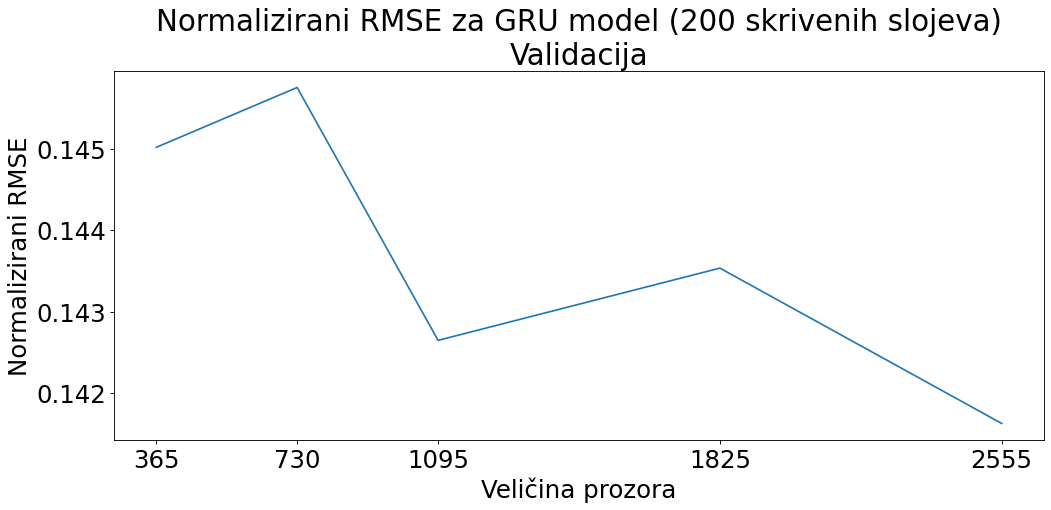 Normalizirani RMSE za GRU model (200 skrivenih slojeva)
Validacija
Normalizirani RMSE
0.145
0.144
0.143
0.142
365 730 1095 1825 2555
Veličina prozora